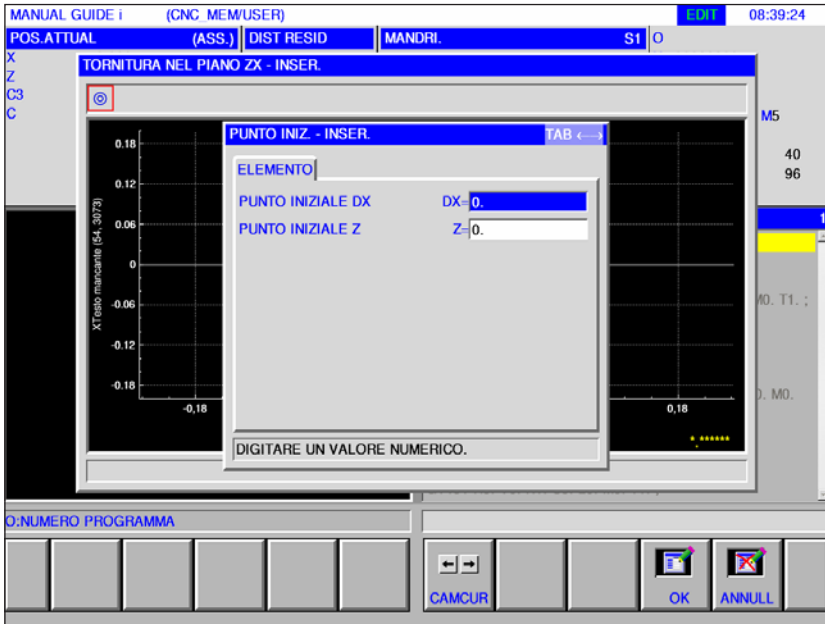 MANUAL GUIDE i (CNC_MEM/USER) EDIT 08:39:24
POS.ATTUAL (ASS.) DIST RESID MANDRI. S1 O
X
Z
C3
C
TORNITURA NEL PIANO ZX - INSER.
M5
40
96
PUNTO INIZ. - INSER. TAB ←→
ELEMENTO
PUNTO INIZIALE DX DX=0.
PUNTO INIZIALE Z Z=0.
DIGITARE UN VALORE NUMERICO.
XTesto mancante (54, 3073)
0.18
0.12
0.06
0
-0.06
-0.12
-0.18
-0,18 0,18
*.******
1
M0. T1. ;
0. M0.
O:NUMERO PROGRAMMA
CAMCUR OK ANNULL